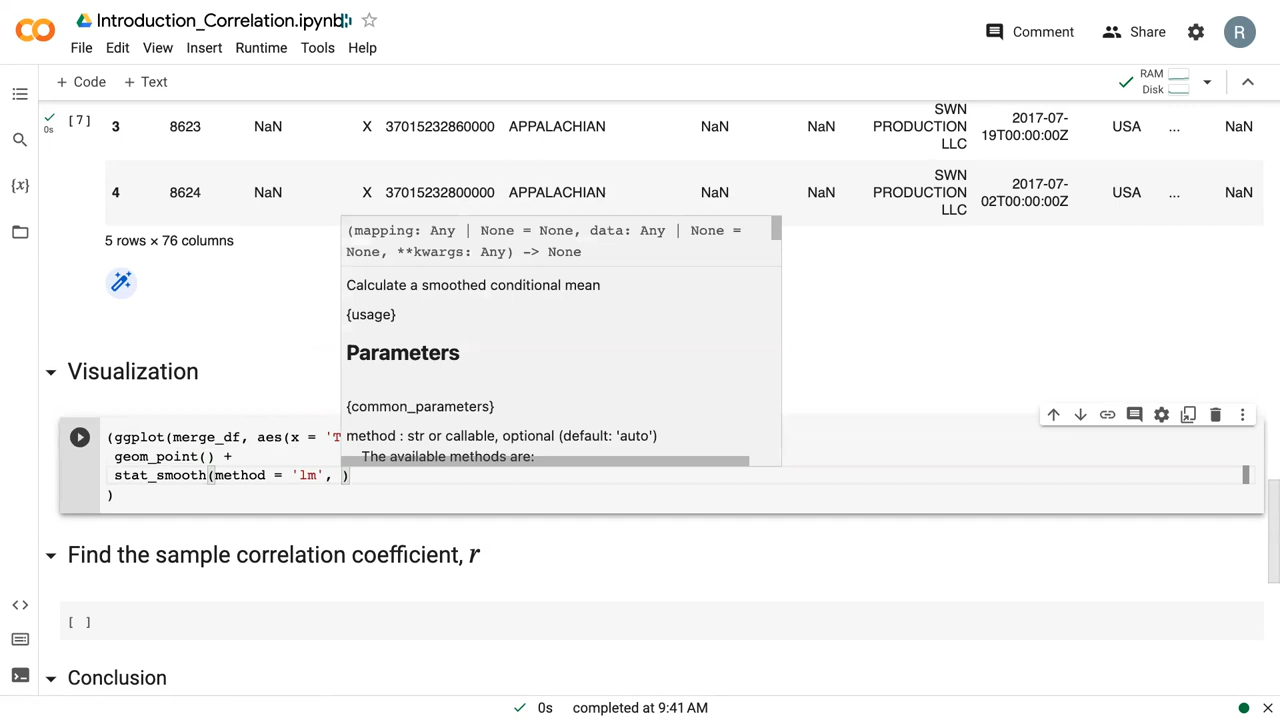 Introduction_Correlation.ipynb
File Edit View Insert Runtime Tools Help
Comment Share R
+ Code + Text
RAM
Disk
[7]
0s
3 8623 NaN X 37015232860000 APPALACHIAN NaN NaN SWN PRODUCTION LLC 2017-07-19T00:00:00Z USA ... NaN
4 8624 NaN X 37015232800000 APPALACHIAN NaN NaN SWN PRODUCTION LLC 2017-07-02T00:00:00Z USA ... NaN
5 rows × 76 columns
(mapping: Any | None = None, data: Any | None =
None, **kwargs: Any) -> None
Calculate a smoothed conditional mean
{usage}
Parameters
{common_parameters}
method : str or callable, optional (default: 'auto')
The available methods are:
Visualization
(ggplot(merge_df, aes(x = 'T
geom_point() +
stat_smooth(method = 'lm', )
)
Find the sample correlation coefficient, r
[ ]
Conclusion
0s completed at 9:41 AM